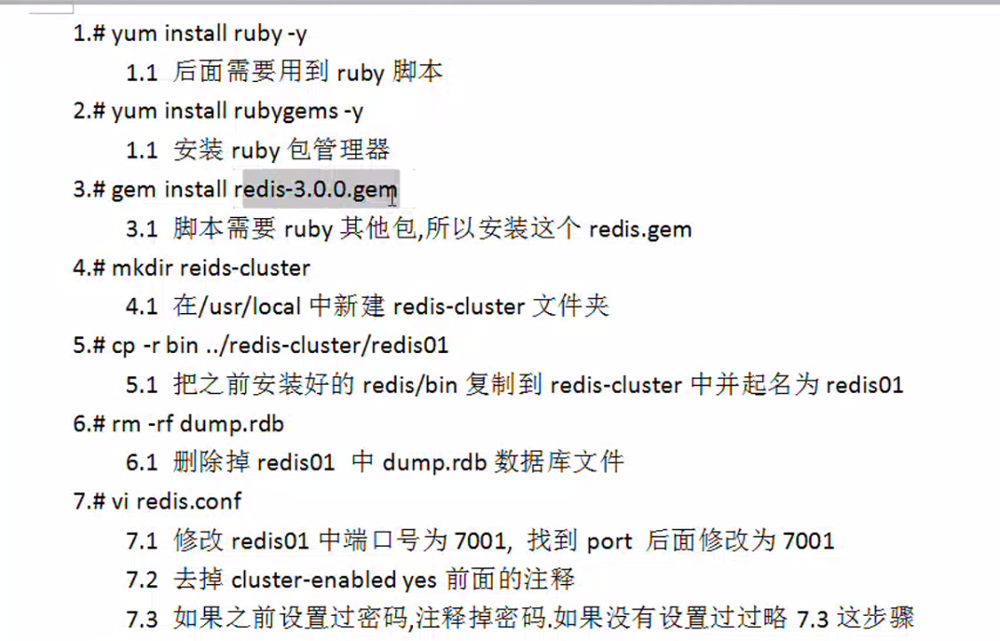 1.# yum install ruby -y
1.1 后面需要用到 ruby 脚本
2.# yum install rubygems -y
1.1 安装 ruby 包管理器
3.# gem install redis-3.0.0.gem
3.1 脚本需要 ruby 其他包,所以安装这个 redis.gem
4.# mkdir reids-cluster
4.1 在/usr/local 中新建 redis-cluster 文件夹
5.# cp -r bin ../redis-cluster/redis01
5.1 把之前安装好的 redis/bin 复制到 redis-cluster 中并起名为 redis01
6.# rm -rf dump.rdb
6.1 删除掉 redis01 中 dump.rdb 数据库文件
7.# vi redis.conf
7.1 修改 redis01 中端口号为 7001, 找到 port 后面修改为 7001
7.2 去掉 cluster-enabled yes 前面的注释
7.3 如果之前设置过密码,注释掉密码.如果没有设置过过略 7.3 这步骤